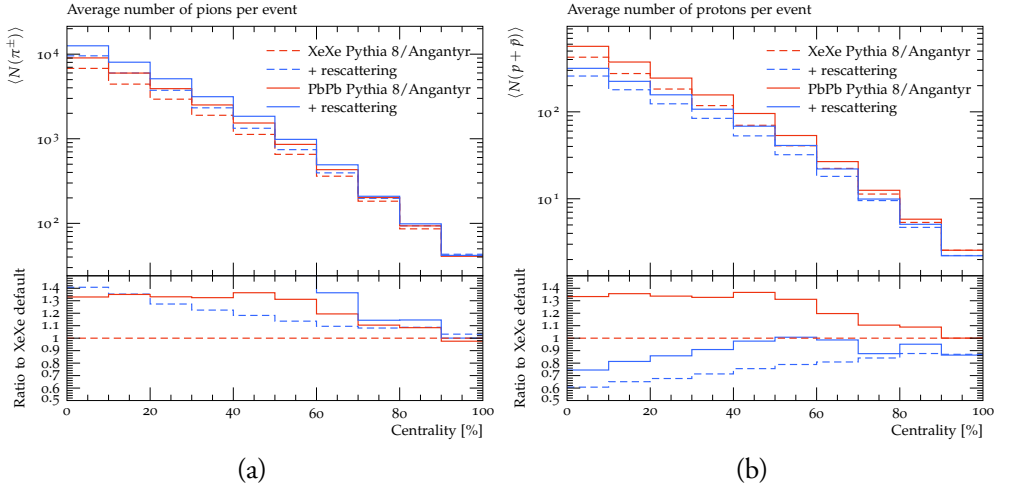 Average number of pions per event
⟨N(π±)⟩
10⁴
10³
10²
XeXe Pythia 8/Angantyr
+ rescattering
PbPb Pythia 8/Angantyr
+ rescattering
Ratio to XeXe default
1.4
1.3
1.2
1.1
1
0.9
0.8
0.7
0.6
0.5
0 20 40 60 80 100
Centrality [%]
(a)
Average number of protons per event
⟨N(p + p̄)⟩
10²
10¹
XeXe Pythia 8/Angantyr
+ rescattering
PbPb Pythia 8/Angantyr
+ rescattering
Ratio to XeXe default
1.4
1.3
1.2
1.1
1
0.9
0.8
0.7
0.6
0.5
0 20 40 60 80 100
Centrality [%]
(b)